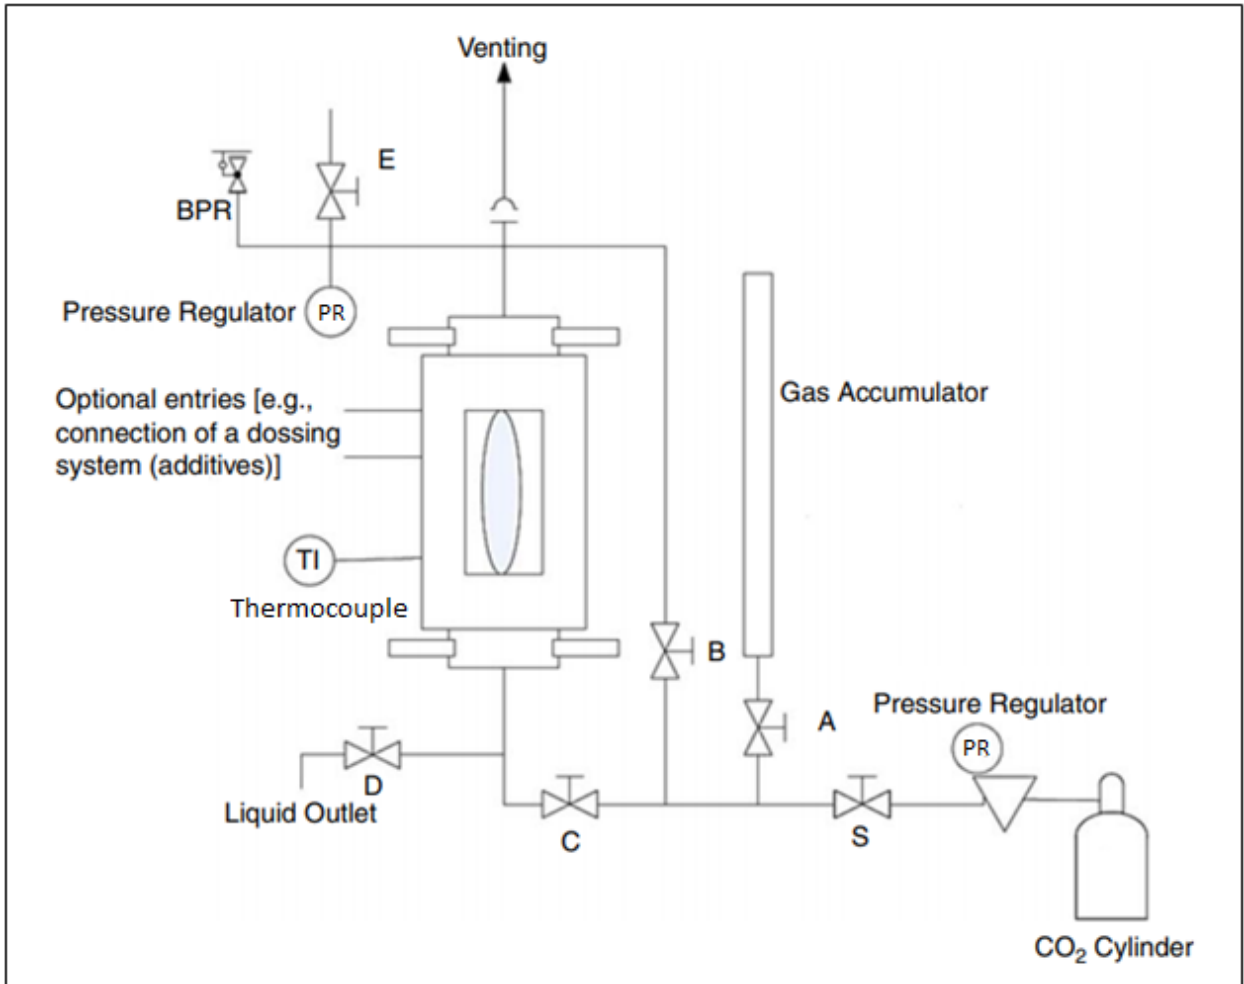 Venting
E
BPR
Pressure Regulator
PR
Optional entries [e.g.,
connection of a dossing
system (additives)]
Gas Accumulator
TI
Thermocouple
B
A
Pressure Regulator
PR
D
Liquid Outlet
C
S
CO₂ Cylinder